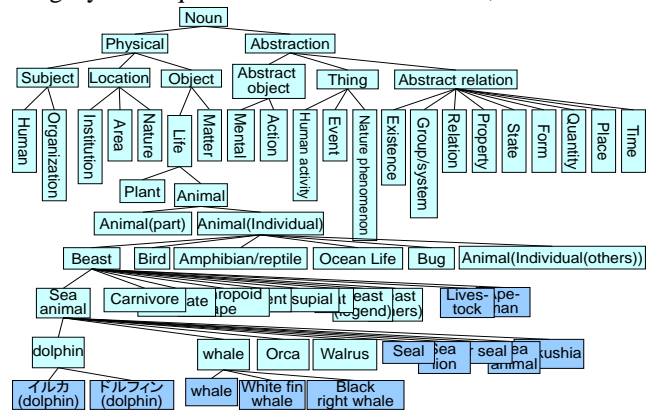 Noun
Physical
Abstraction
Subject
Location
Object
Abstract
object
Thing
Abstract relation
Human
Organization
Institution
Area
Nature
Life
Matter
Mental
Action
Human activity
Event
Nature phenomenon
Existence
Group/system
Relation
Property
State
Form
Quantity
Place
Time
Plant
Animal
Animal(part)
Animal(Individual)
Beast
Bird
Amphibian/reptile
Ocean Life
Bug
Animal(Individual(others))
Sea
animal
Carnivore
Lives-
tock
dolphin
whale
Orca
Walrus
Seal
Sea
lion
seal
animal
イルカ
(dolphin)
ドルフィン
(dolphin)
whale
White fin
whale
Black
right whale